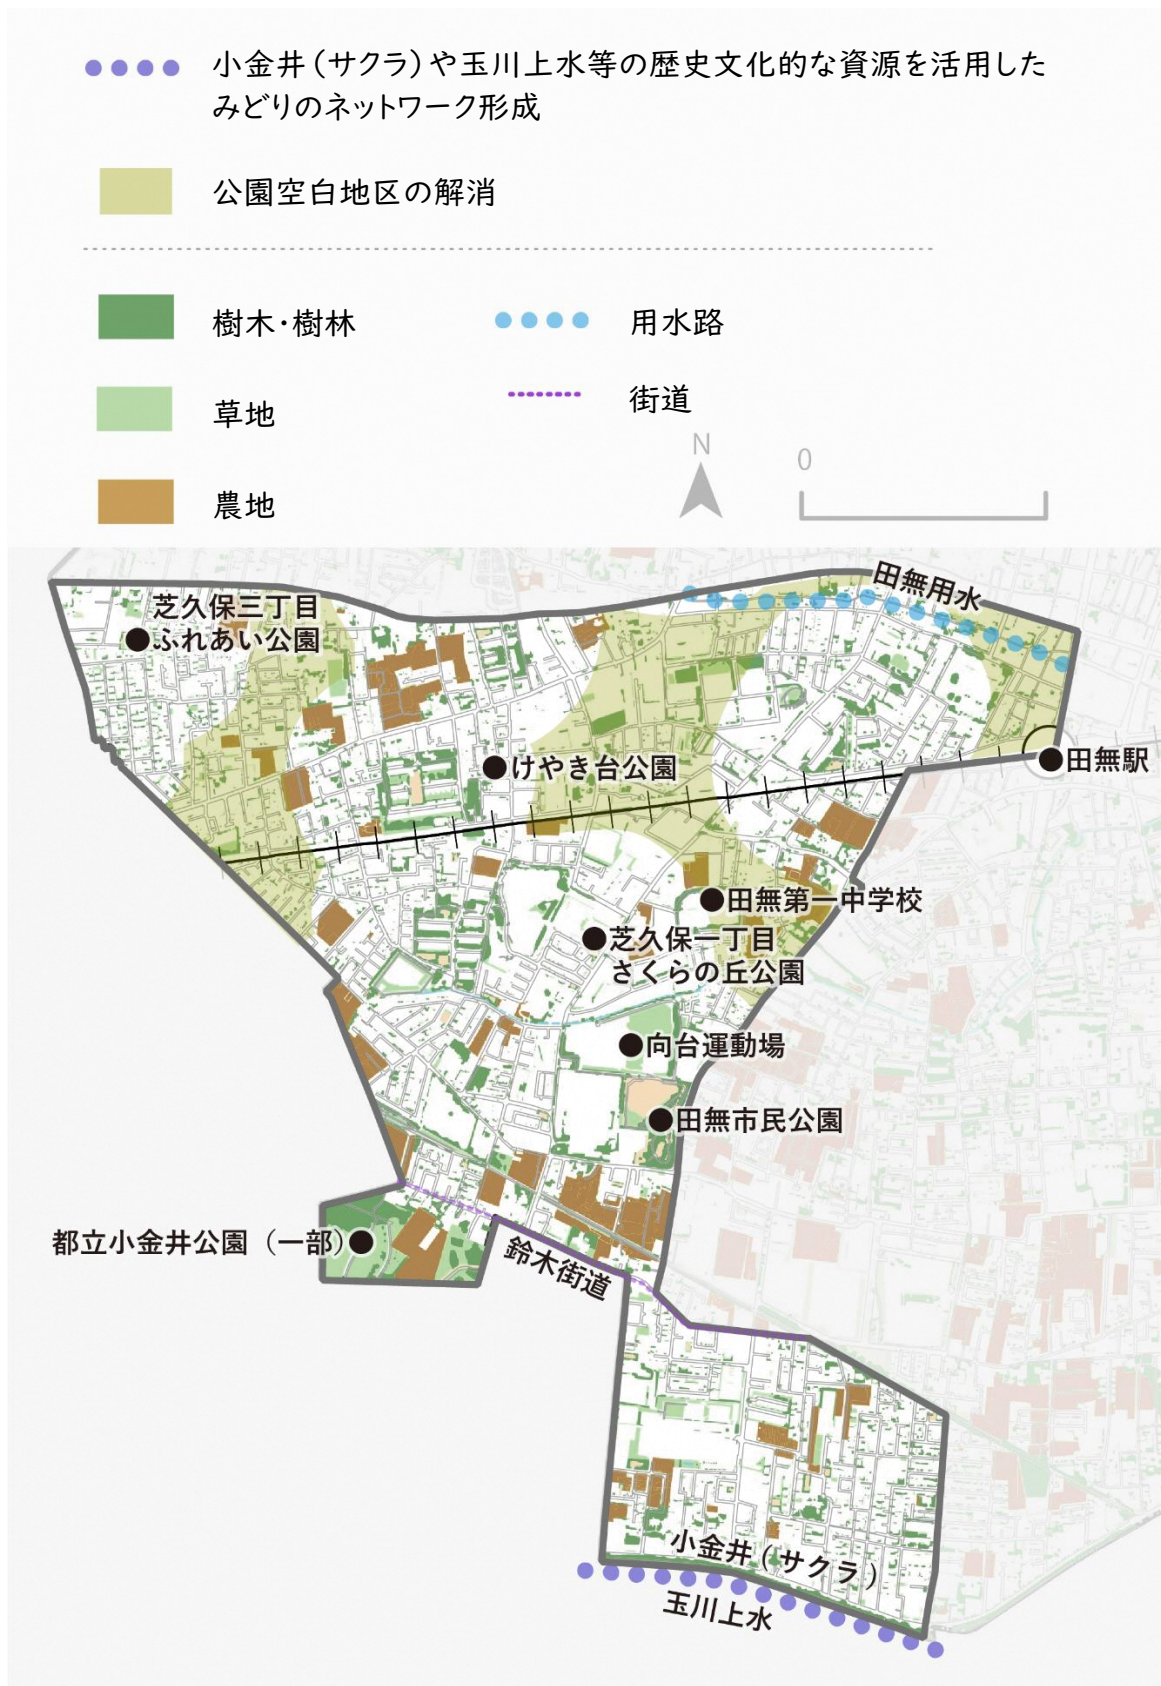 小金井(サクラ)や玉川上水等の歴史文化的な資源を活用した
みどりのネットワーク形成
公園空白地区の解消
樹木・樹林
用水路
草地
街道
農地
N
0
田無用水
芝久保三丁目
ふれあい公園
けやき台公園
田無駅
田無第一中学校
芝久保一丁目
さくらの丘公園
向台運動場
田無市民公園
都立小金井公園（一部）
鈴木街道
小金井(サクラ)
玉川上水